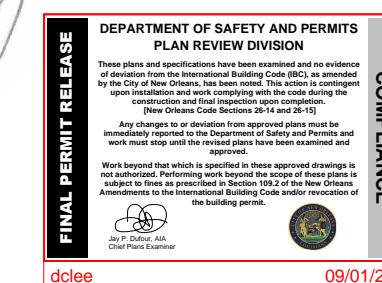 FINAL PERMIT RELEASE
DEPARTMENT OF SAFETY AND PERMITS
PLAN REVIEW DIVISION
These plans and specifications have been examined and no evidence
of deviation from the International Building Code (IBC), as amended
by the City of New Orleans, has been noted. This action is contingent
upon installation and work complying with the code during the
construction and final inspection upon completion.
[New Orleans Code Sections 26-14 and 26-15]
Any changes to or deviation from approved plans must be
immediately reported to the Department of Safety and Permits and
work must stop until the revised plans have been examined and
approved.
Work beyond that which is specified in these approved drawings is
not authorized. Performing work beyond the scope of these plans is
subject to fines as prescribed in Section 109.2 of the New Orleans
Amendments to the International Building Code and/or revocation of
the building permit.
Jay P. Dufour, AIA
Chief Plans Examiner
dclee
09/01/2